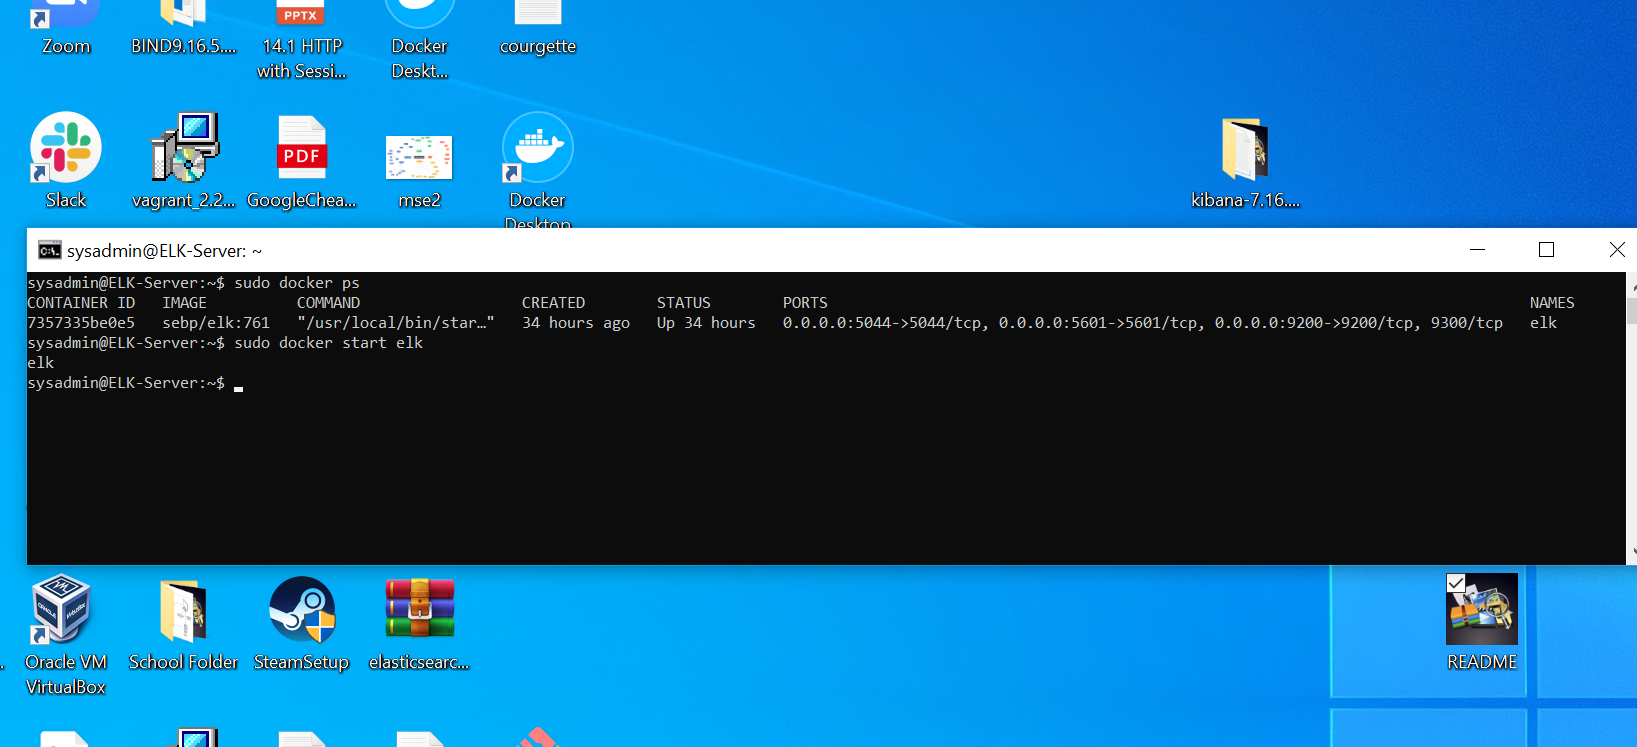 PPTX
Zoom
BIND9.16.5....
14.1 HTTP
with Sessi...
Docker
Deskt...
courgette
PDF
Slack
vagrant_2.2...
GoogleChea...
mse2
Docker
Desktop
kibana-7.16....
sysadmin@ELK-Server: ~
sysadmin@ELK-Server:~$ sudo docker ps
CONTAINER ID IMAGE COMMAND CREATED STATUS PORTS NAMES
7357335be0e5 sebp/elk:761 "/usr/local/bin/star…" 34 hours ago Up 34 hours 0.0.0.0:5044->5044/tcp, 0.0.0.0:5601->5601/tcp, 0.0.0.0:9200->9200/tcp, 9300/tcp elk
sysadmin@ELK-Server:~$ sudo docker start elk
elk
sysadmin@ELK-Server:~$
Oracle VM
VirtualBox
School Folder
SteamSetup
elasticsearc...
README